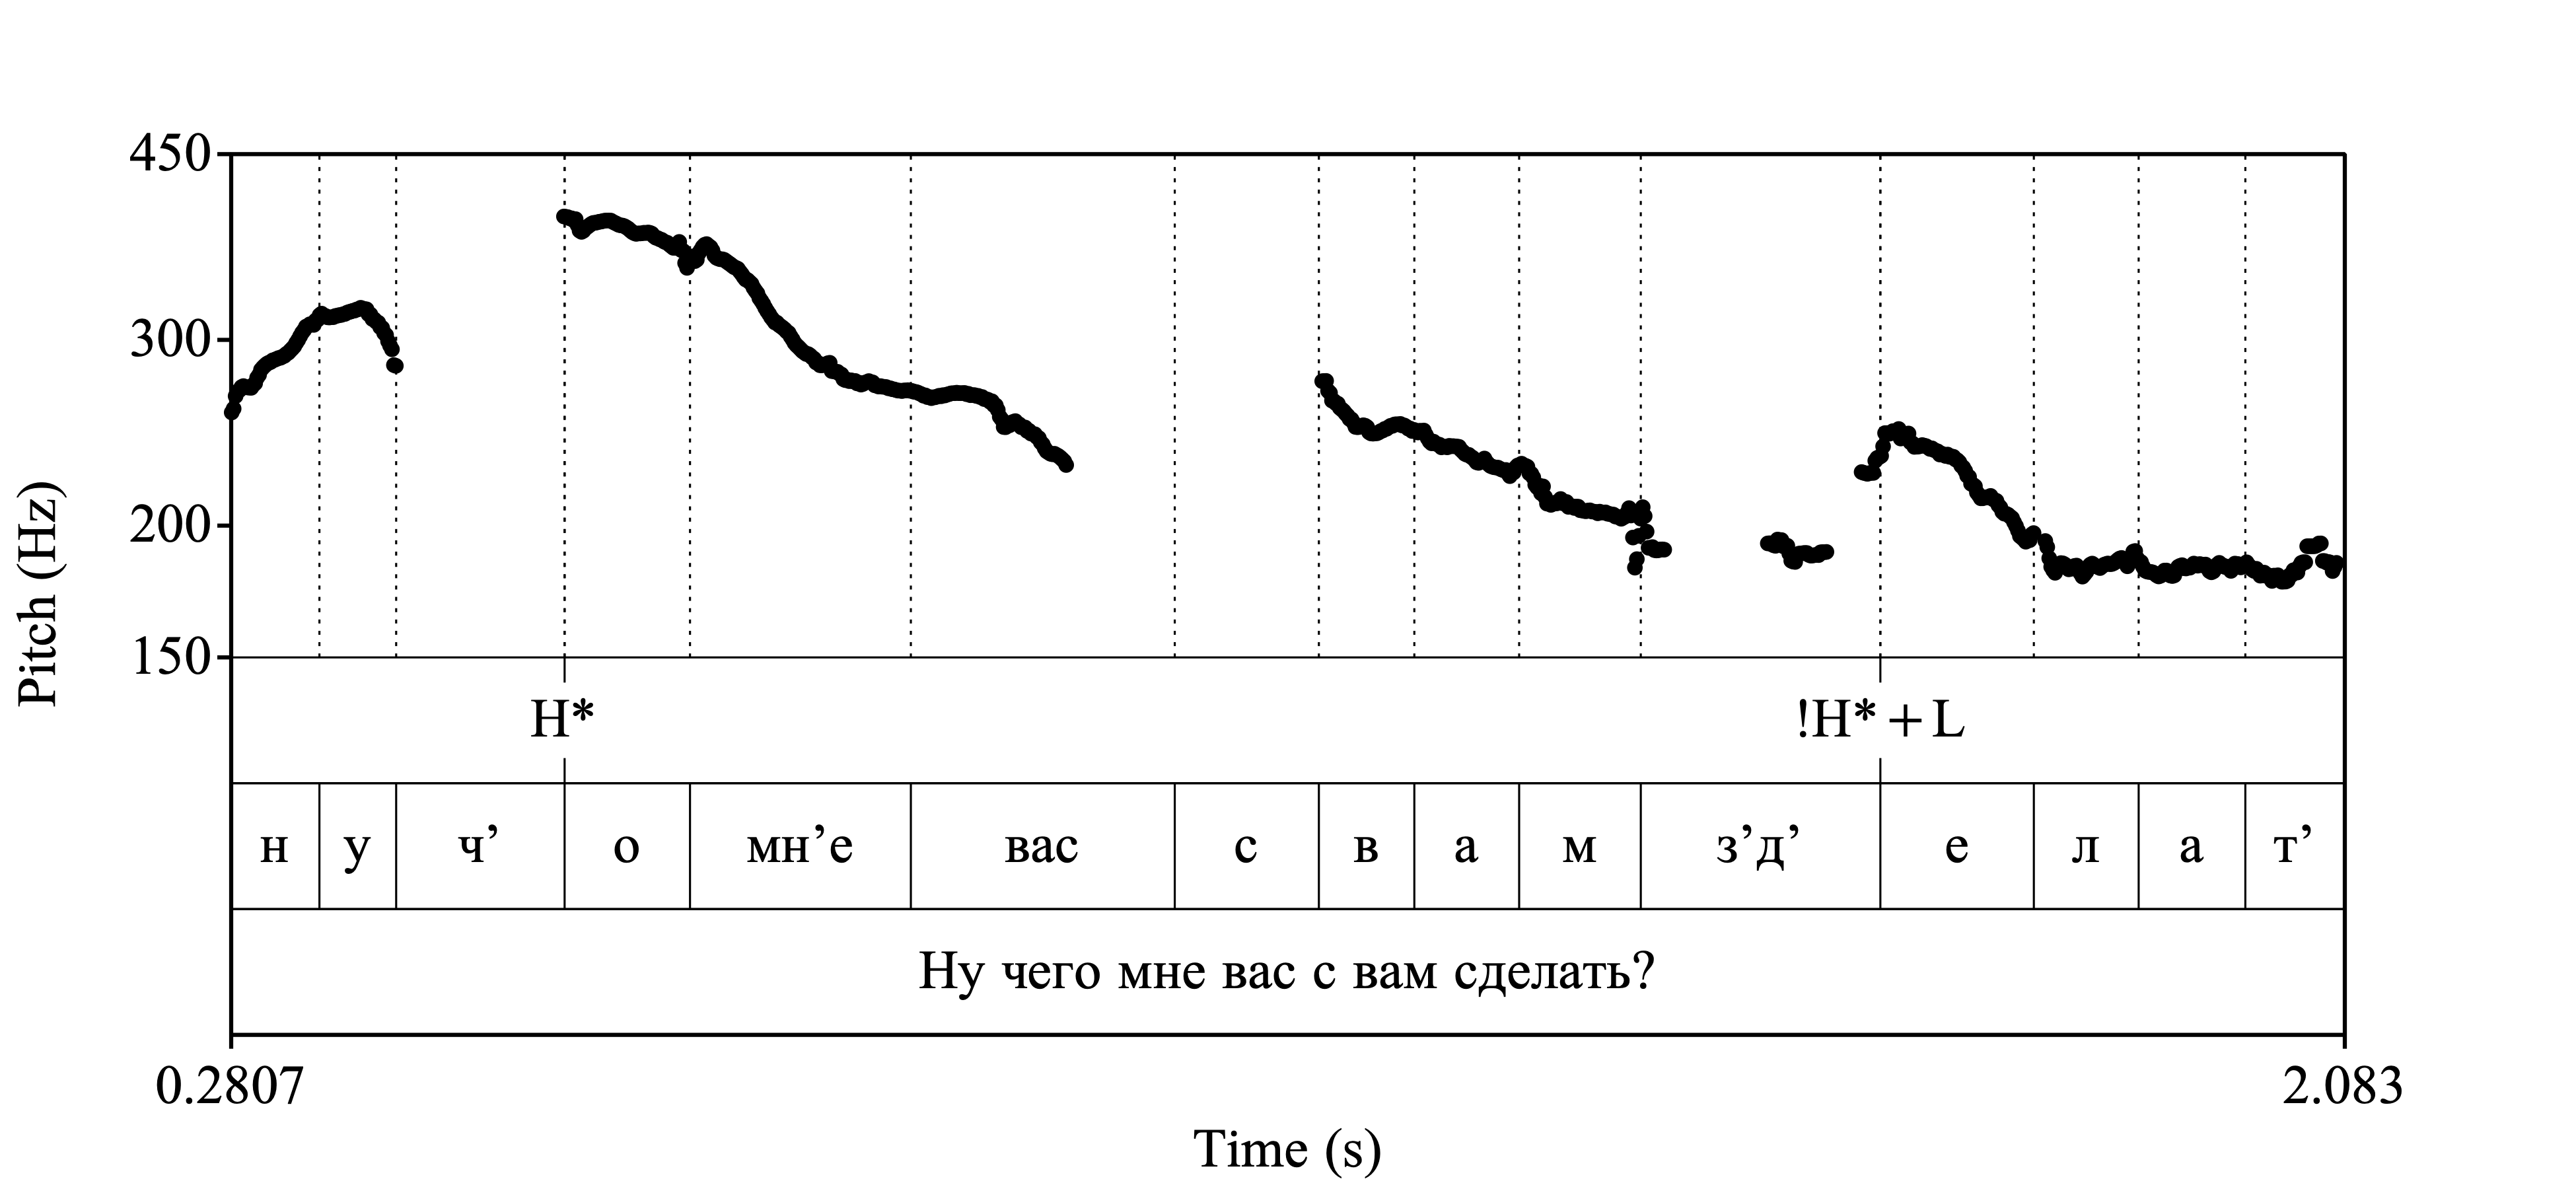 450
300
200
150
Pitch (Hz)
H* !H* + L
н у ч’ о мн’е вас с в а м з’д’ е л а т’
Ну чего мне вас с вам сделать?
0.2807 2.083
Time (s)